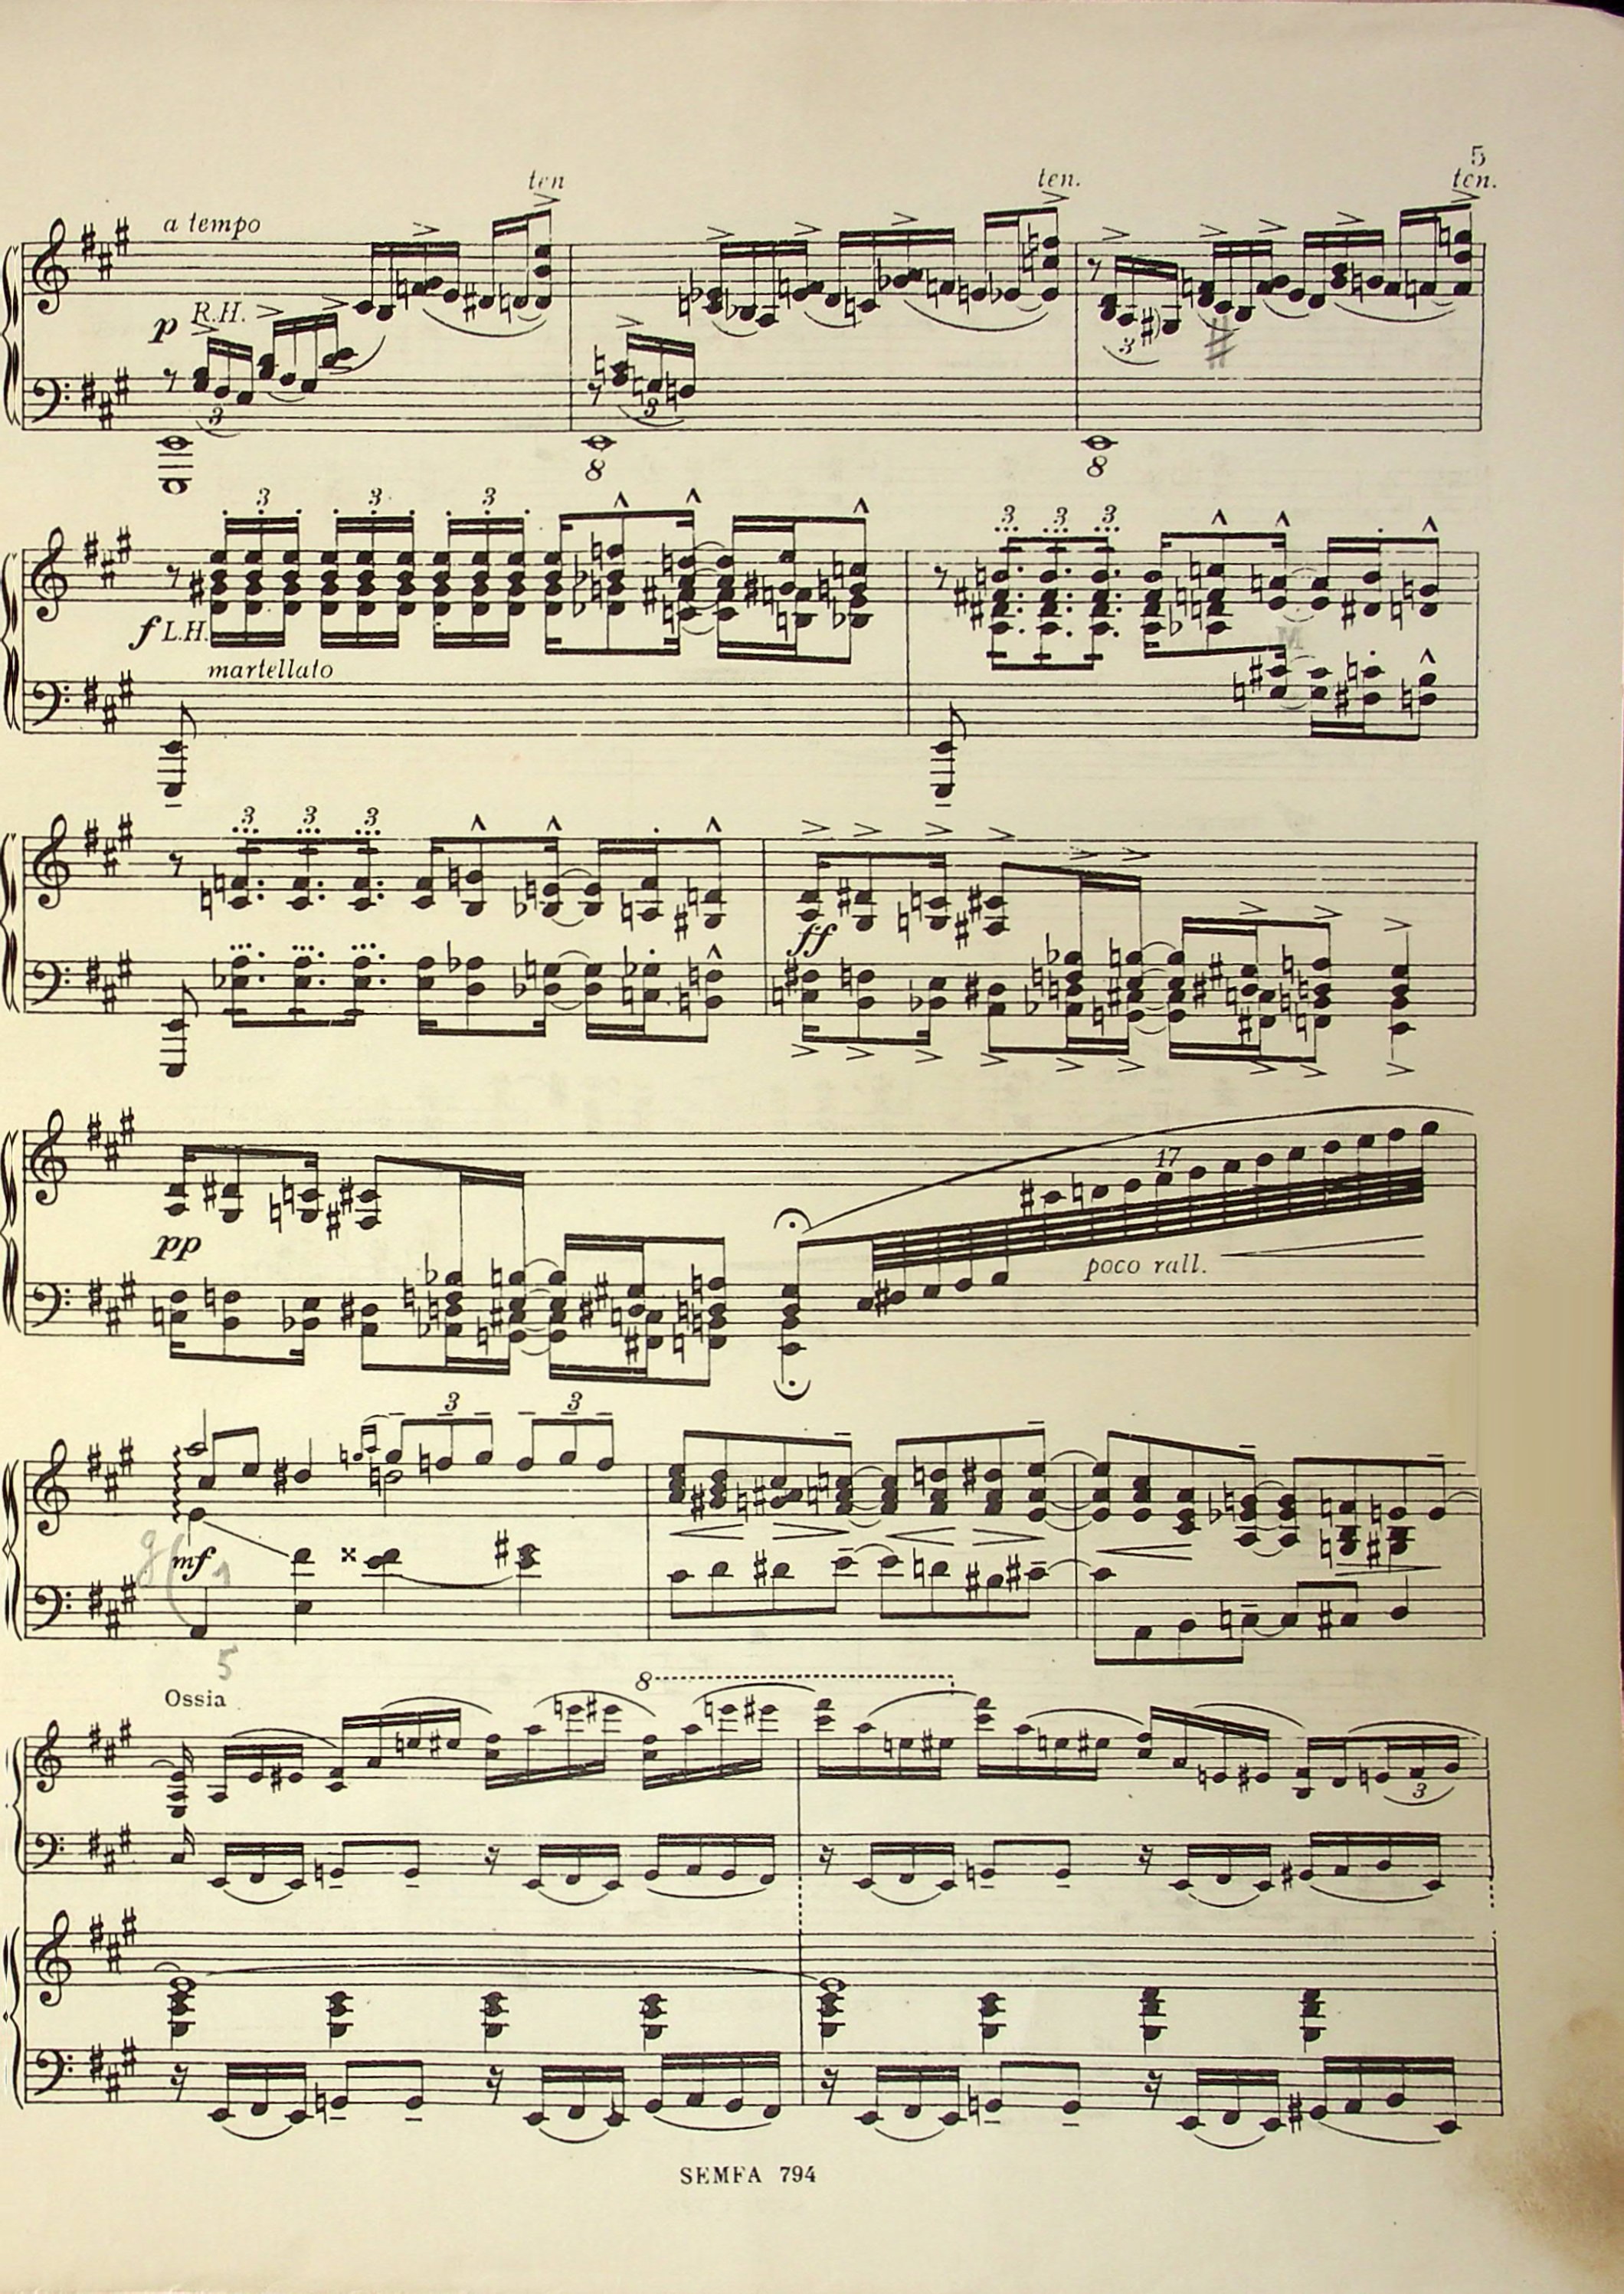 5
ten ten. ten.
a tempo
p R.H.
3 3 3
8 8
3 3 3 3 3 3
f L.H.
martellato
3 3 3
ff
pp
17
poco rall.
3 3
mf
5
8
Ossia
3
SEMFA 794